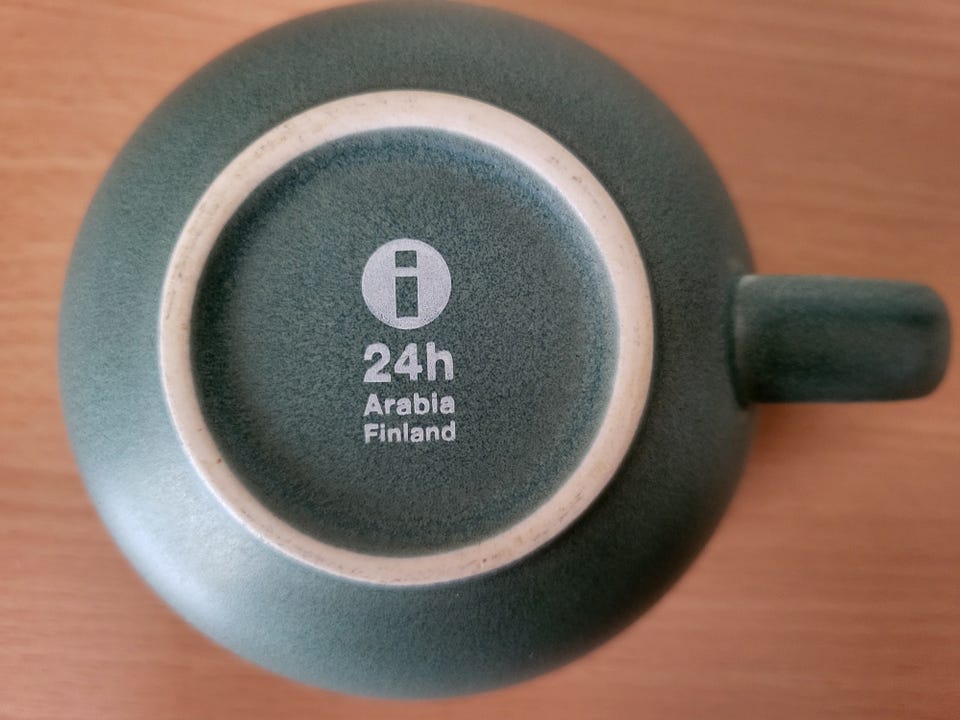 i
24h
Arabia
Finland